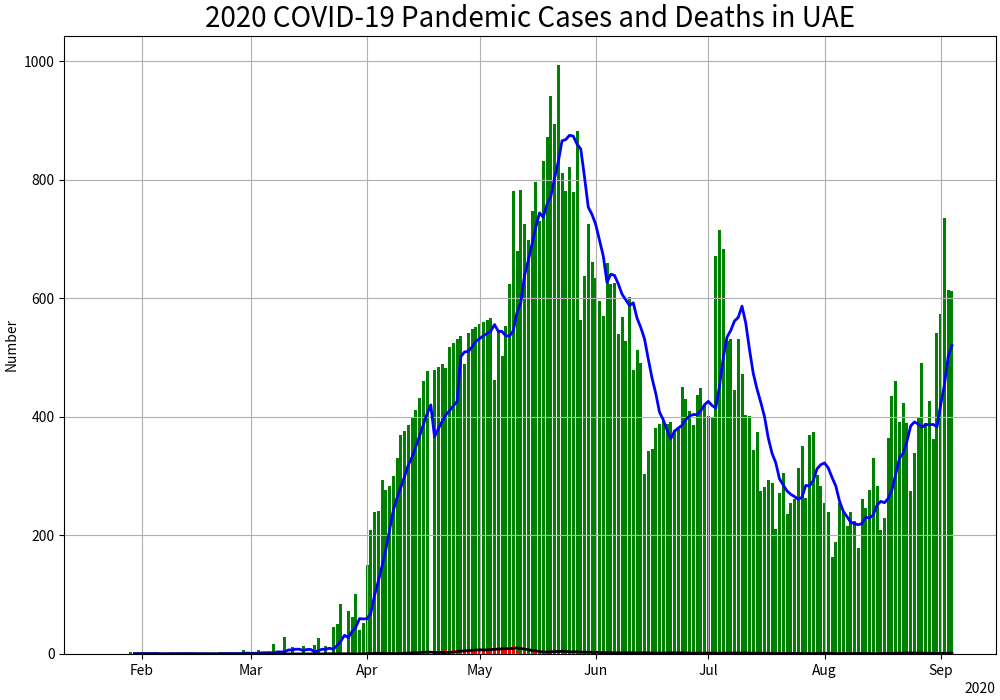 2020 COVID-19 Pandemic Cases and Deaths in UAE
Number
1000
800
600
400
200
0
Feb Mar Apr May Jun Jul Aug Sep
2020